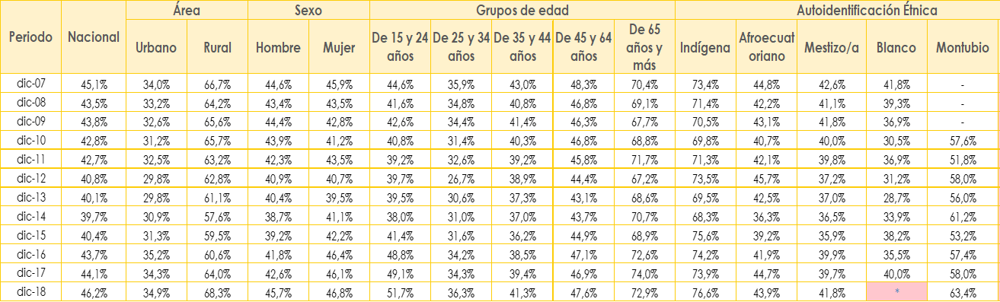 Periodo Nacional Área Sexo Grupos de edad Autoidentificación Étnica
Urbano Rural Hombre Mujer De 15 y 24 años De 25 y 34 años De 35 y 44 años De 45 y 64 años De 65 años y más Indígena Afroecuatoriano Mestizo/a Blanco Montubio
dic-07 45,1% 34,0% 66,7% 44,6% 45,9% 44,6% 35,9% 43,0% 48,3% 70,4% 73,4% 44,8% 42,6% 41,8% -
dic-08 43,5% 33,2% 64,2% 43,4% 43,5% 41,6% 34,8% 40,8% 46,8% 69,1% 71,4% 42,2% 41,1% 39,3% -
dic-09 43,8% 32,6% 65,6% 44,4% 42,8% 42,6% 34,4% 41,4% 46,3% 67,7% 70,5% 43,1% 41,8% 36,9% -
dic-10 42,8% 31,2% 65,7% 43,9% 41,2% 40,8% 31,4% 40,3% 46,8% 68,8% 69,8% 40,7% 40,0% 30,5% 57,6%
dic-11 42,7% 32,5% 63,2% 42,3% 43,5% 39,2% 32,6% 39,2% 45,8% 71,7% 71,3% 42,1% 39,8% 36,9% 51,8%
dic-12 40,8% 29,8% 62,8% 40,9% 40,7% 39,7% 26,7% 38,9% 44,4% 67,2% 73,5% 45,7% 37,2% 31,2% 58,0%
dic-13 40,1% 29,8% 61,1% 40,4% 39,5% 39,5% 30,6% 37,3% 43,1% 68,6% 69,5% 42,5% 37,0% 28,7% 56,0%
dic-14 39,7% 30,9% 57,6% 38,7% 41,1% 38,0% 31,0% 37,0% 43,7% 70,7% 68,3% 36,3% 36,5% 33,9% 61,2%
dic-15 40,4% 31,3% 59,5% 39,2% 42,2% 41,4% 31,6% 36,2% 44,9% 68,9% 75,6% 39,2% 35,9% 38,2% 53,2%
dic-16 43,7% 35,2% 60,6% 41,8% 46,4% 48,8% 34,2% 38,5% 47,1% 72,6% 74,2% 41,9% 39,9% 35,5% 57,4%
dic-17 44,1% 34,3% 64,0% 42,6% 46,1% 49,1% 34,3% 39,4% 46,9% 74,0% 73,9% 44,7% 39,7% 40,0% 58,0%
dic-18 46,2% 34,9% 68,3% 45,7% 46,8% 51,7% 36,3% 41,3% 47,6% 72,9% 76,6% 43,9% 41,8% * 63,4%